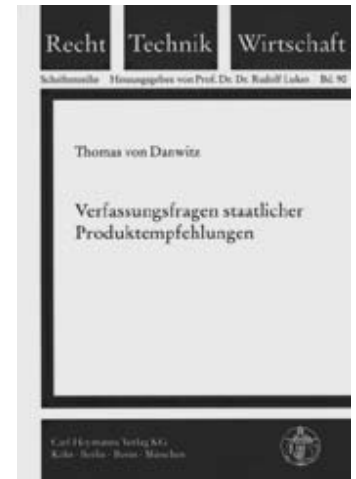 Recht Technik Wirtschaft
Schriftenreihe Herausgegeben von Prof. Dr. Dr. Rudolf Lukes Bd. 90
Thomas von Danwitz
Verfassungsfragen staatlicher
Produktempfehlungen
Carl Heymanns Verlag KG
Köln · Berlin · Bonn · München